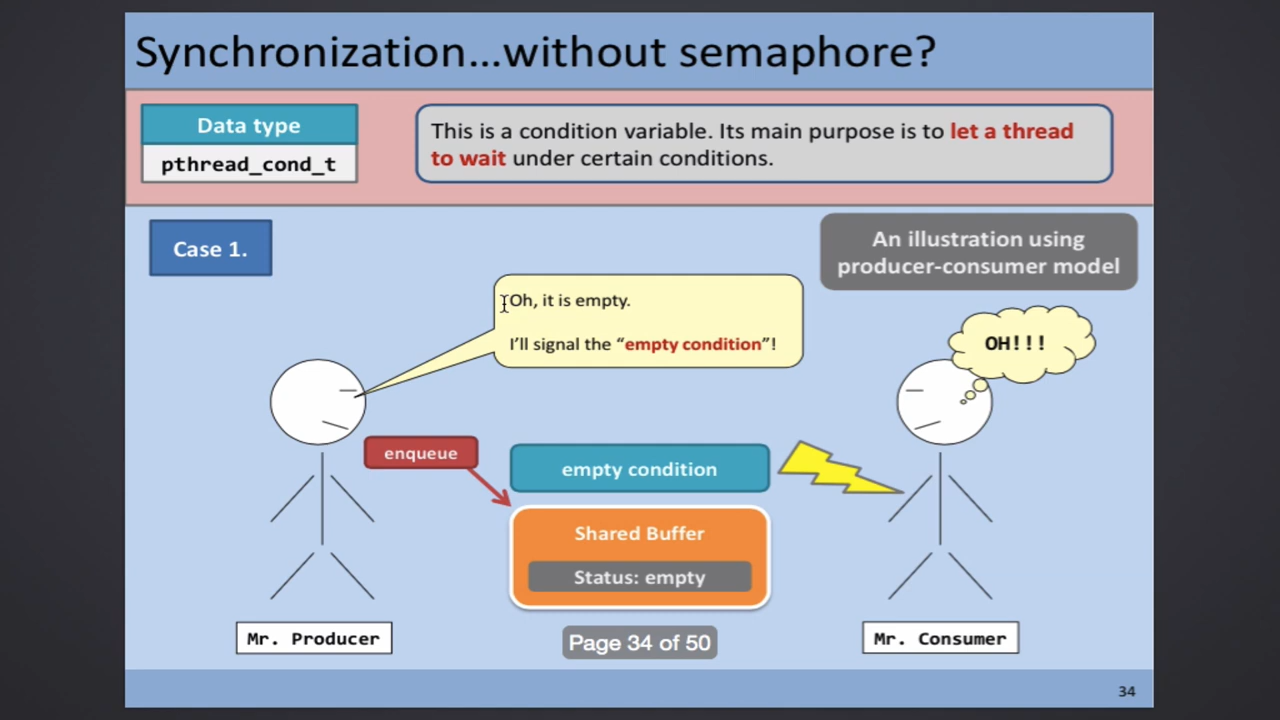 Synchronization...without semaphore?
Data type
pthread_cond_t
This is a condition variable. Its main purpose is to let a thread
to wait under certain conditions.
Case 1.
An illustration using
producer-consumer model
Oh, it is empty.
I'll signal the “empty condition”!
OH!!!
enqueue
empty condition
Shared Buffer
Status: empty
Mr. Producer
Page 34 of 50
Mr. Consumer
34